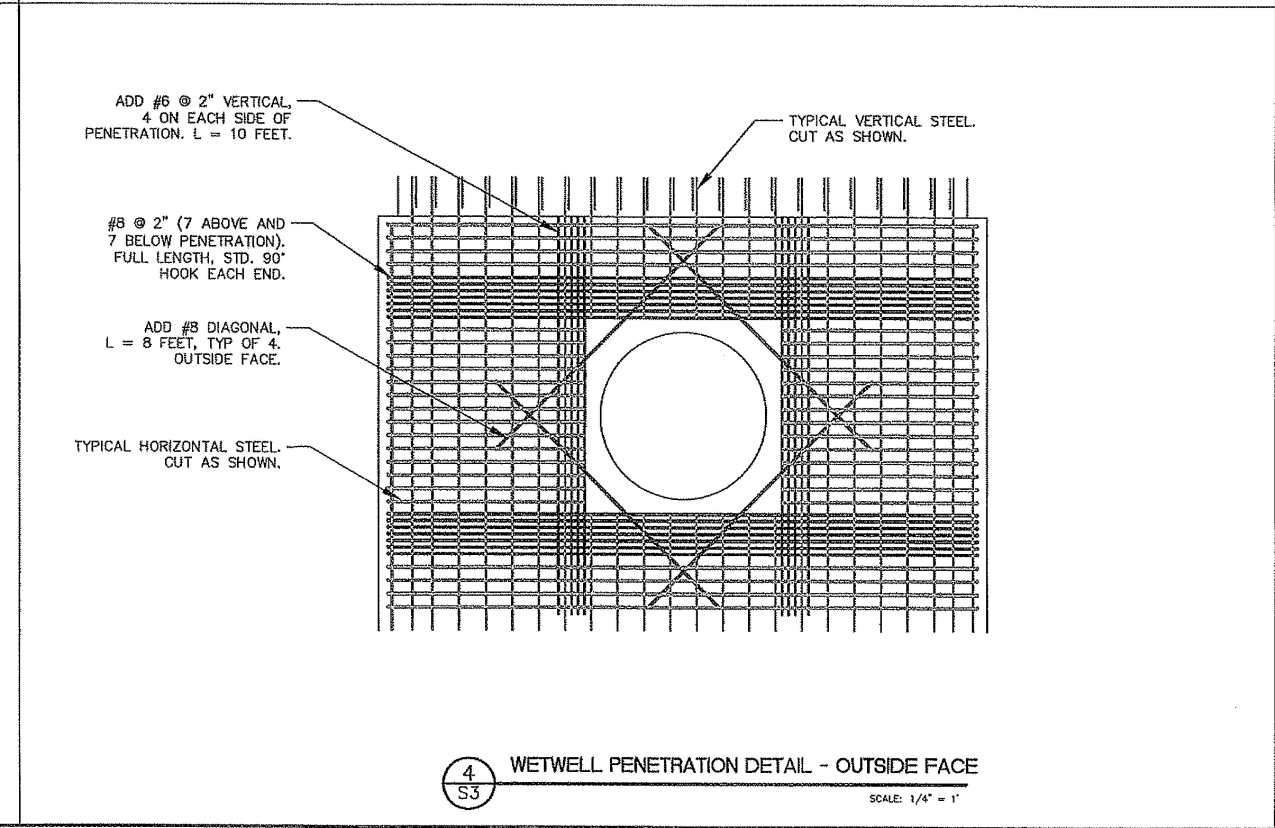 ADD #6 @ 2" VERTICAL,
4 ON EACH SIDE OF
PENETRATION. L = 10 FEET.
TYPICAL VERTICAL STEEL.
CUT AS SHOWN.
#8 @ 2" (7 ABOVE AND
7 BELOW PENETRATION).
FULL LENGTH, STD. 90°
HOOK EACH END.
ADD #8 DIAGONAL,
L = 8 FEET, TYP OF 4.
OUTSIDE FACE.
TYPICAL HORIZONTAL STEEL.
CUT AS SHOWN.
4
S3
WETWELL PENETRATION DETAIL - OUTSIDE FACE
SCALE: 1/4" = 1'